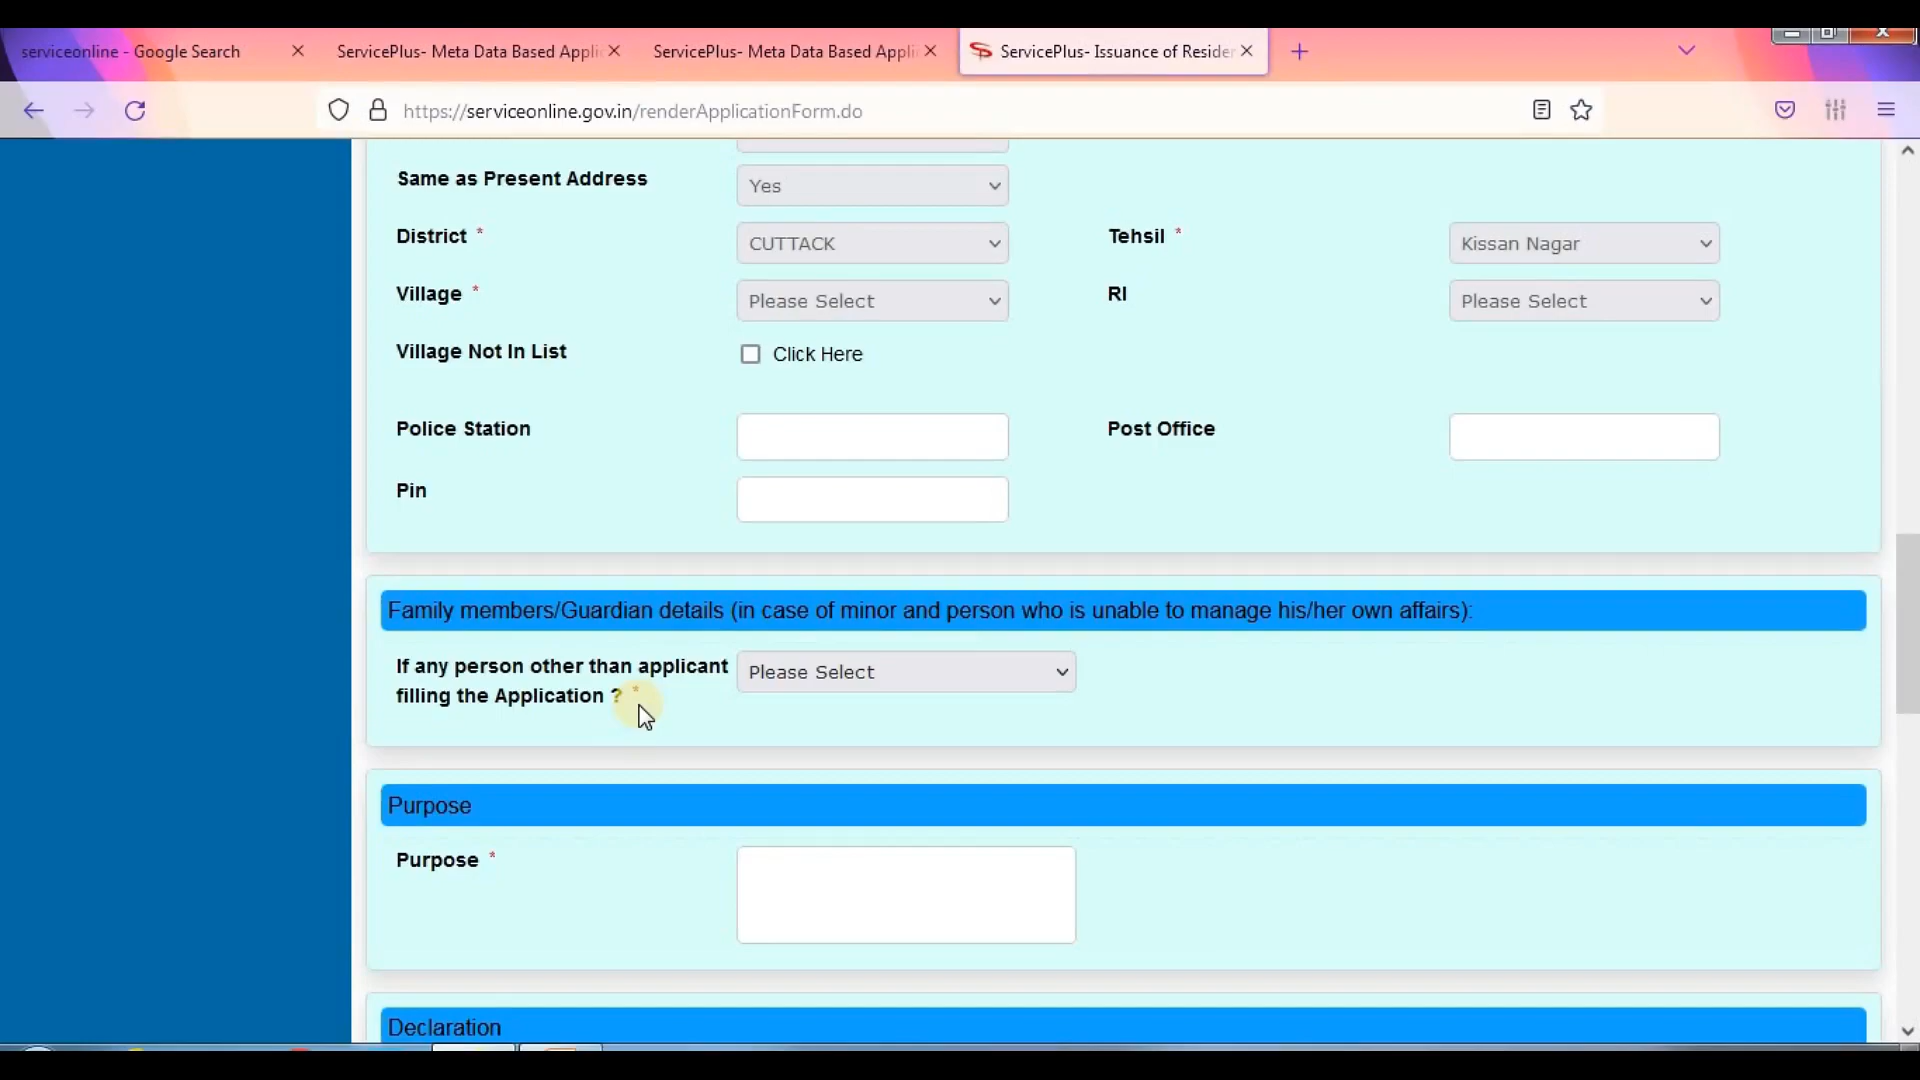 serviceonline - Google Search
ServicePlus- Meta Data Based Appli
ServicePlus- Meta Data Based Appli
ServicePlus- Issuance of Resider
https://serviceonline.gov.in/renderApplicationForm.do
Same as Present Address Yes
District * CUTTACK Tehsil * Kissan Nagar
Village * Please Select RI Please Select
Village Not In List Click Here
Police Station Post Office
Pin
Family members/Guardian details (in case of minor and person who is unable to manage his/her own affairs):
If any person other than applicant Please Select
filling the Application ? *
Purpose
Purpose *
Declaration